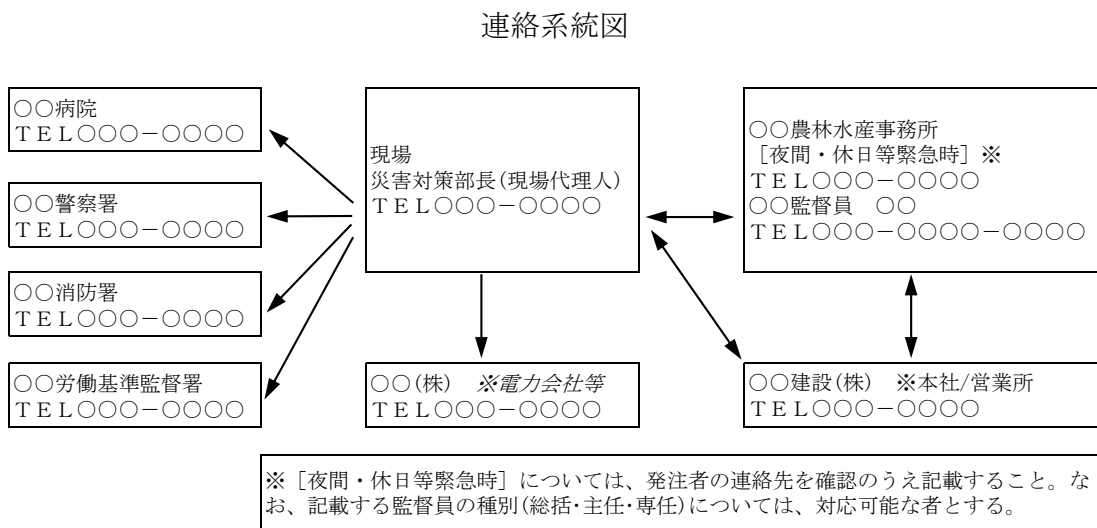 連絡系統図
○○病院
ＴＥＬ○○○－○○○○
○○警察署
ＴＥＬ○○○－○○○○
○○消防署
ＴＥＬ○○○－○○○○
○○労働基準監督署
ＴＥＬ○○○－○○○○
現場
災害対策部長(現場代理人)
ＴＥＬ○○○－○○○○
○○(株)　※電力会社等
ＴＥＬ○○○－○○○○
○○農林水産事務所
［夜間・休日等緊急時］※
ＴＥＬ○○○－○○○○
○○監督員　○○
ＴＥＬ○○○－○○○○－○○○○
○○建設(株)　※本社/営業所
ＴＥＬ○○○－○○○○
※［夜間・休日等緊急時］については、発注者の連絡先を確認のうえ記載すること。な
お、記載する監督員の種別(総括･主任･専任)については、対応可能な者とする。